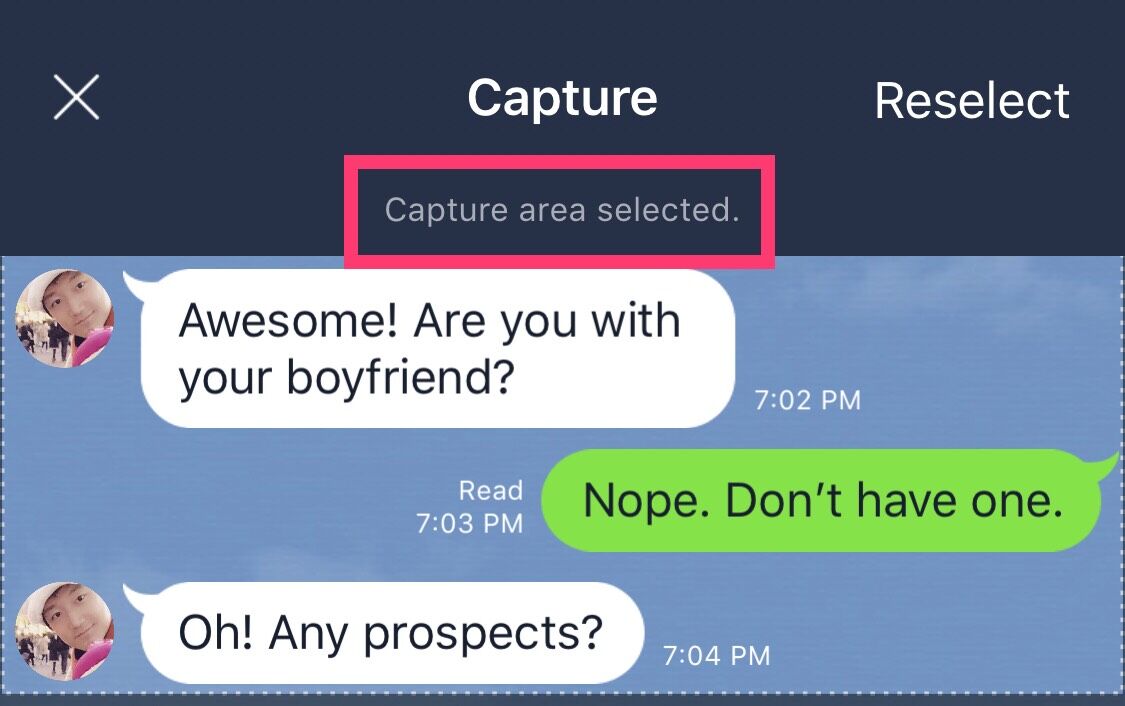 Capture
Reselect
Capture area selected.
Awesome! Are you with
your boyfriend?
7:02 PM
Read
7:03 PM
Nope. Don’t have one.
Oh! Any prospects?
7:04 PM